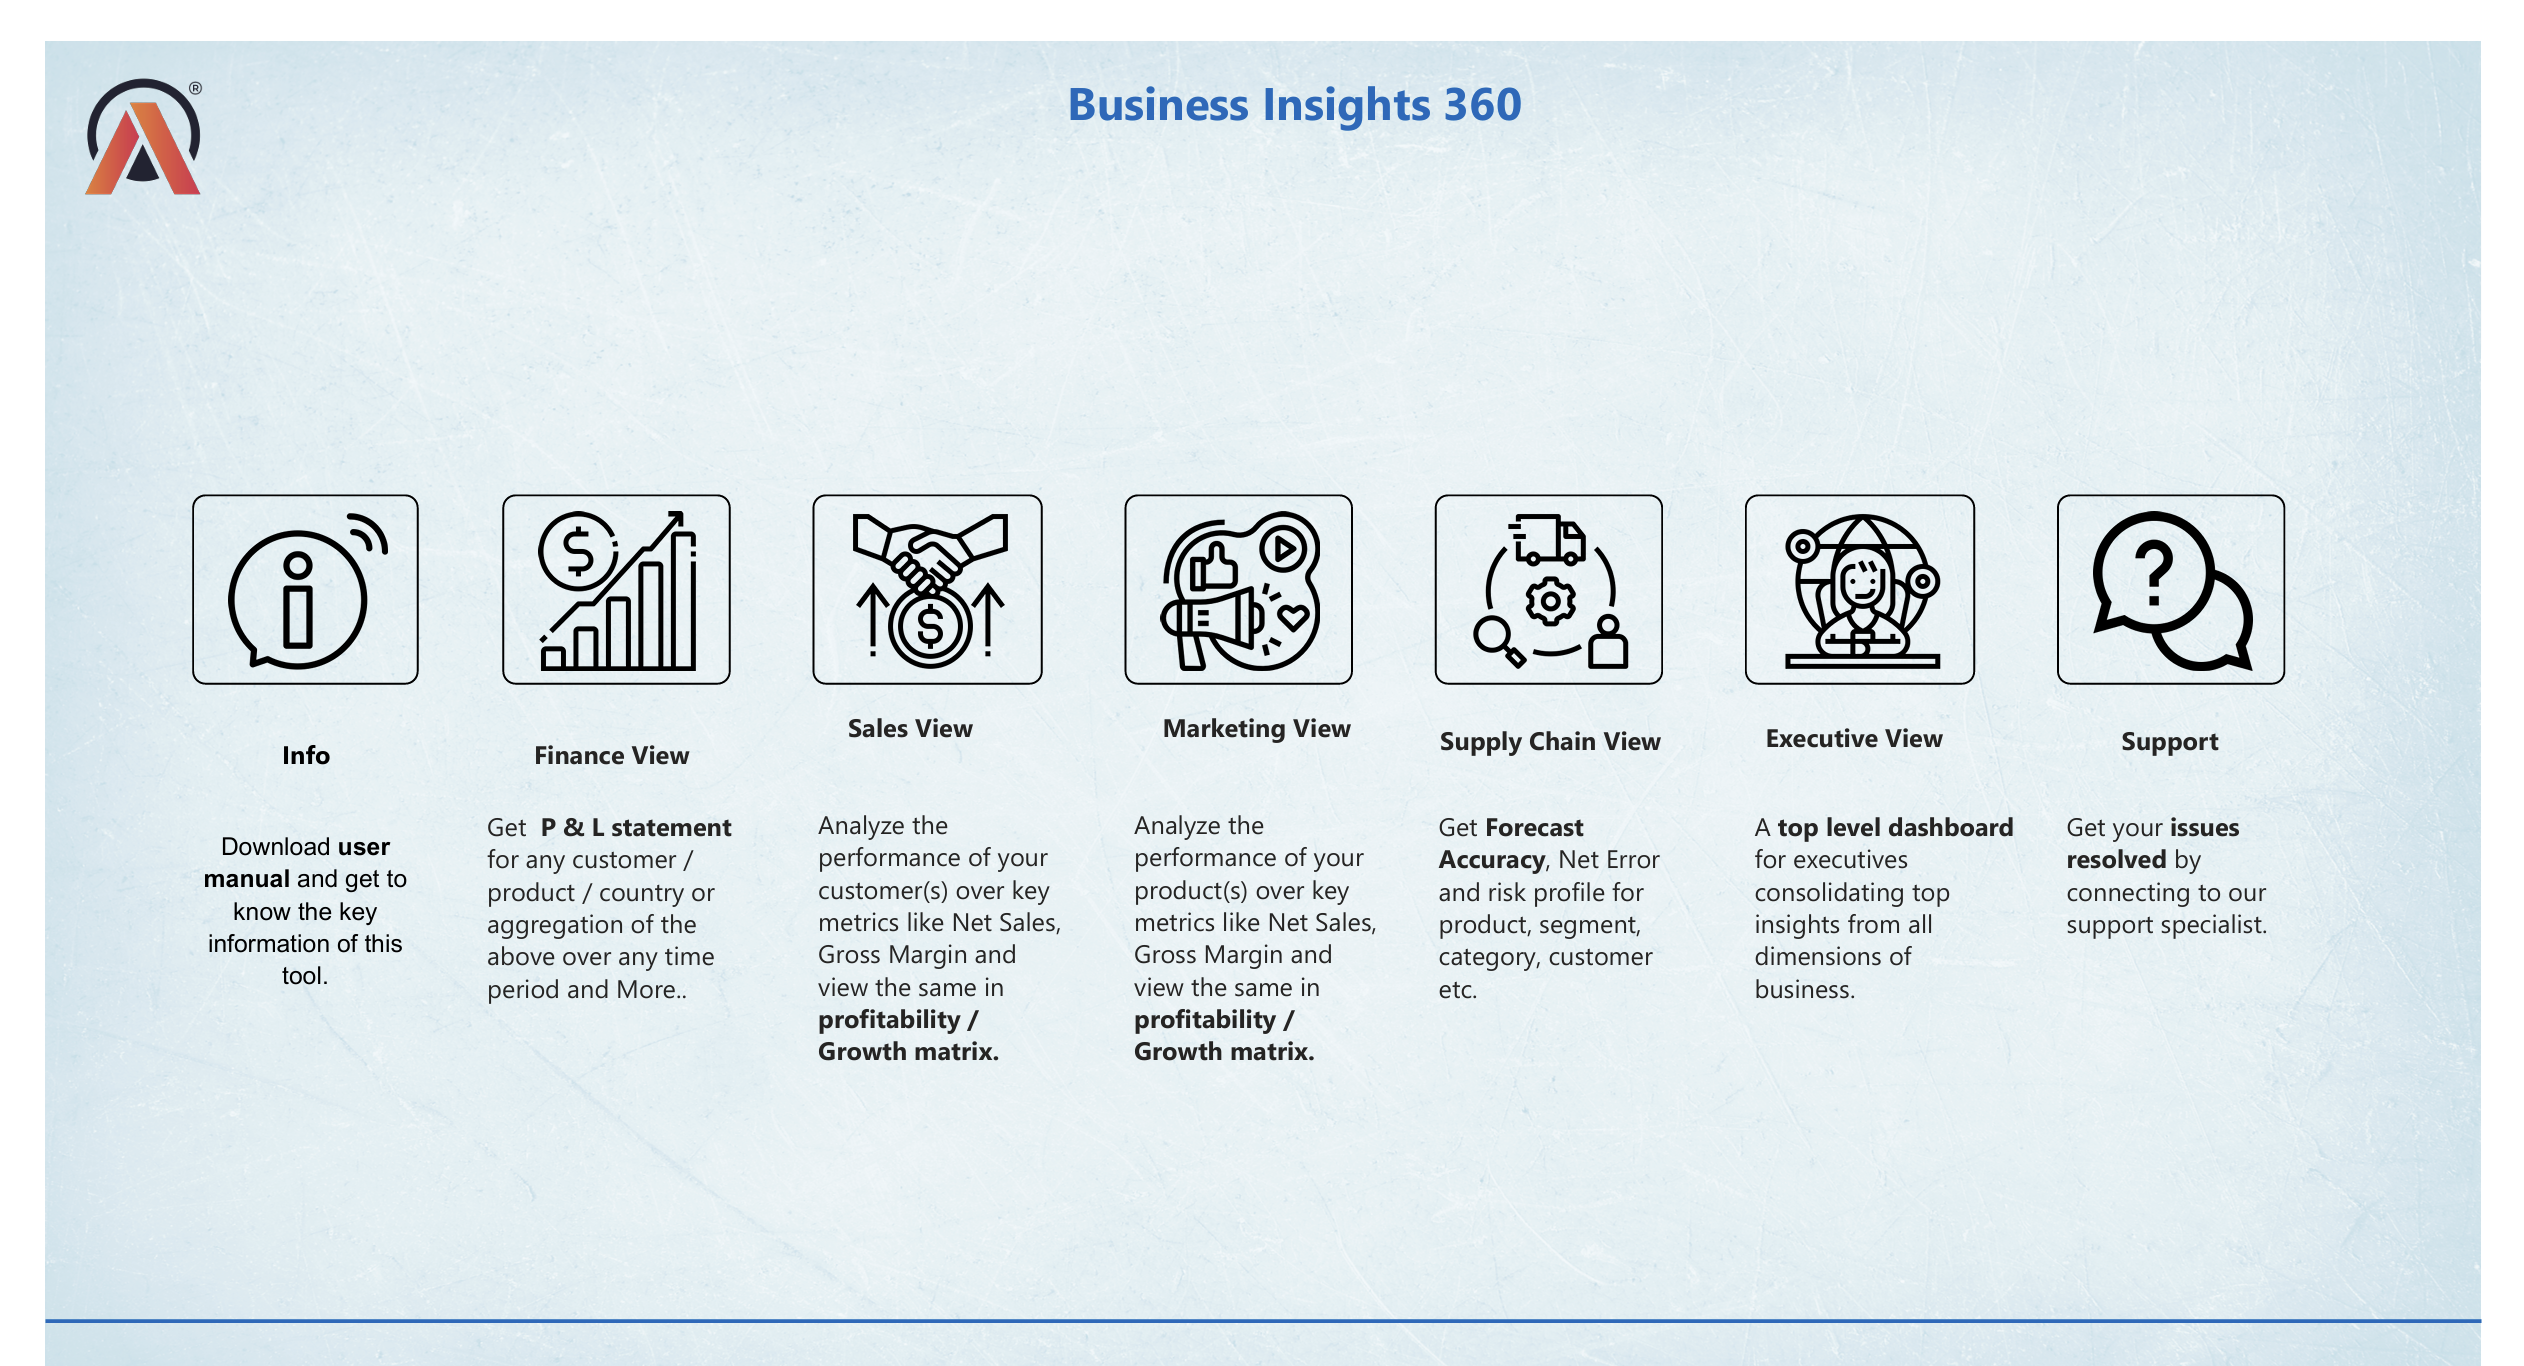 ®
Business Insights 360
Info
Download user
manual and get to
know the key
information of this
tool.
Finance View
Get  P & L statement
for any customer /
product / country or
aggregation of the
above over any time
period and More..
Sales View
Analyze the
performance of your
customer(s) over key
metrics like Net Sales,
Gross Margin and
view the same in
profitability /
Growth matrix.
Marketing View
Analyze the
performance of your
product(s) over key
metrics like Net Sales,
Gross Margin and
view the same in
profitability /
Growth matrix.
Supply Chain View
Get Forecast
Accuracy, Net Error
and risk profile for
product, segment,
category, customer
etc.
Executive View
A top level dashboard
for executives
consolidating top
insights from all
dimensions of
business.
Support
Get your issues
resolved by
connecting to our
support specialist.